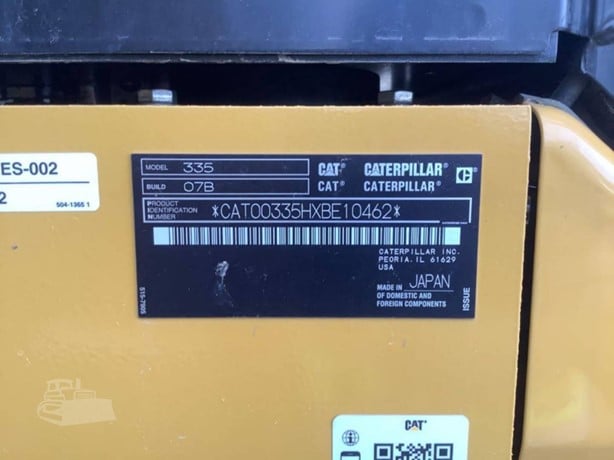 ES-002
2
504-1365 1
MODEL 335 CAT CATERPILLAR
BUILD 07B CAT CATERPILLAR
PRODUCT IDENTIFICATION NUMBER *CAT00335HXBE10462*
CATERPILLAR INC.
PEORIA, IL 61629
USA
MADE IN JAPAN
OF DOMESTIC AND
FOREIGN COMPONENTS
ISSUE
CAT